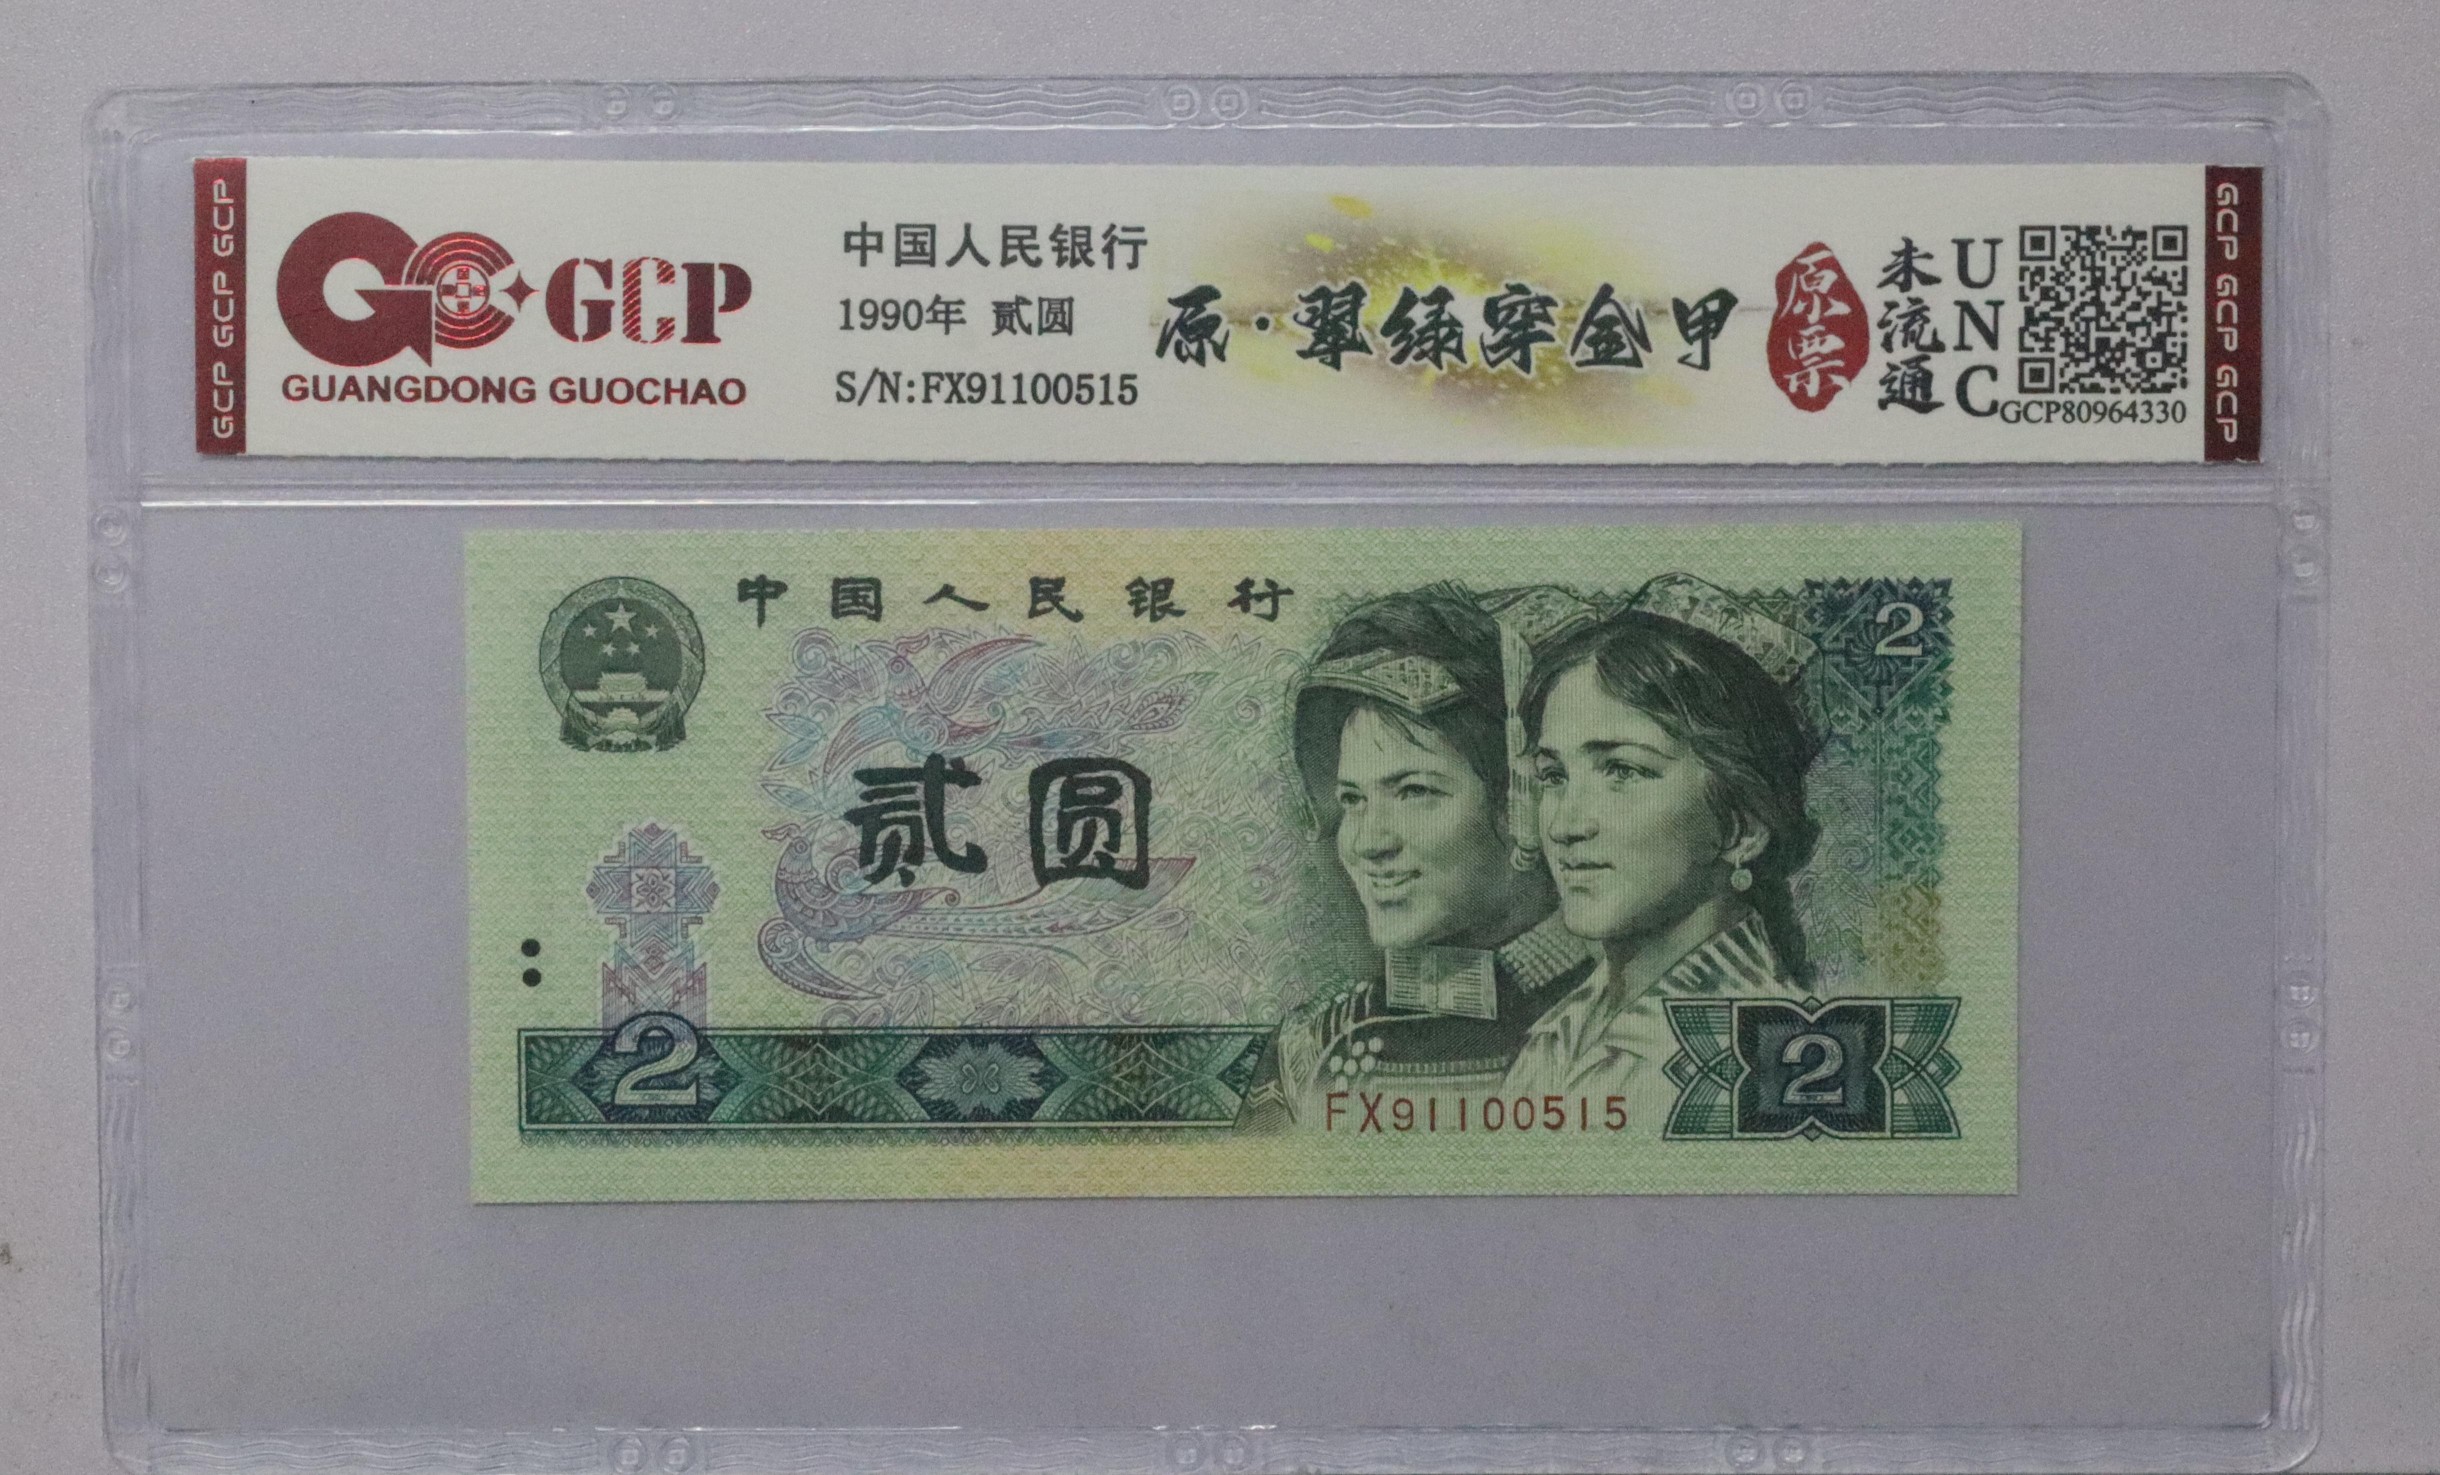 GCP GCP GCP
GCP
GUANGDONG GUOCHAO
中国人民银行
1990年 贰圆
S/N:FX91100515
原·翠绿穿金甲
原票
未流通
UNC
GCP80964330
GCP GCP GCP
中国人民银行
2
贰圆
2
2
FX91100515